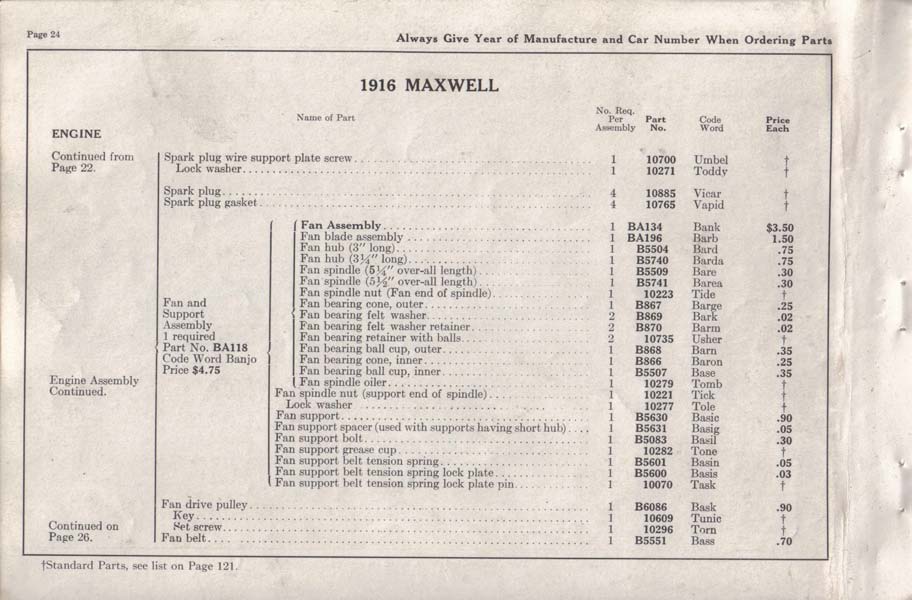 Page 24
Always Give Year of Manufacture and Car Number When Ordering Parts
1916 MAXWELL
Name of Part No. Req. Per Assembly Part No. Code Word Price Each
ENGINE
Continued from
Page 22.
Spark plug wire support plate screw 1 10700 Umbel †
Lock washer 1 10271 Toddy †
Spark plug 4 10885 Vicar †
Spark plug gasket 4 10765 Vapid †
Fan and
Support
Assembly
1 required
Part No. BA118
Code Word Banjo
Price $4.75
Fan Assembly 1 BA134 Bank $3.50
Fan blade assembly 1 BA196 Barb 1.50
Fan hub (3" long) 1 B5504 Bard .75
Fan hub (3¼" long) 1 B5740 Barda .75
Fan spindle (5¼" over-all length) 1 B5509 Bare .30
Fan spindle (5½" over-all length) 1 B5741 Barea .30
Fan spindle nut (Fan end of spindle) 1 10223 Tide †
Fan bearing cone, outer 1 B867 Barge .25
Fan bearing felt washer 2 B869 Bark .02
Fan bearing felt washer retainer 2 B870 Barm .02
Fan bearing retainer with balls 2 10735 Usher †
Fan bearing ball cup, outer 1 B868 Barn .35
Fan bearing cone, inner 1 B866 Baron .25
Fan bearing ball cup, inner 1 B5507 Base .35
Fan spindle oiler 1 10279 Tomb †
Engine Assembly
Continued.
Fan spindle nut (support end of spindle) 1 10221 Tick †
Lock washer 1 10277 Tole †
Fan support 1 B5630 Basic .90
Fan support spacer (used with supports having short hub) 1 B5631 Basig .05
Fan support bolt 1 B5083 Basil .30
Fan support grease cup 1 10282 Tone †
Fan support belt tension spring 1 B5601 Basin .05
Fan support belt tension spring lock plate 1 B5600 Basis .03
Fan support belt tension spring lock plate pin 1 10070 Task †
Fan drive pulley 1 B6086 Bask .90
Key 1 10609 Tunic †
Set screw 1 10296 Torn †
Fan belt 1 B5551 Bass .70
Continued on
Page 26.
†Standard Parts, see list on Page 121.